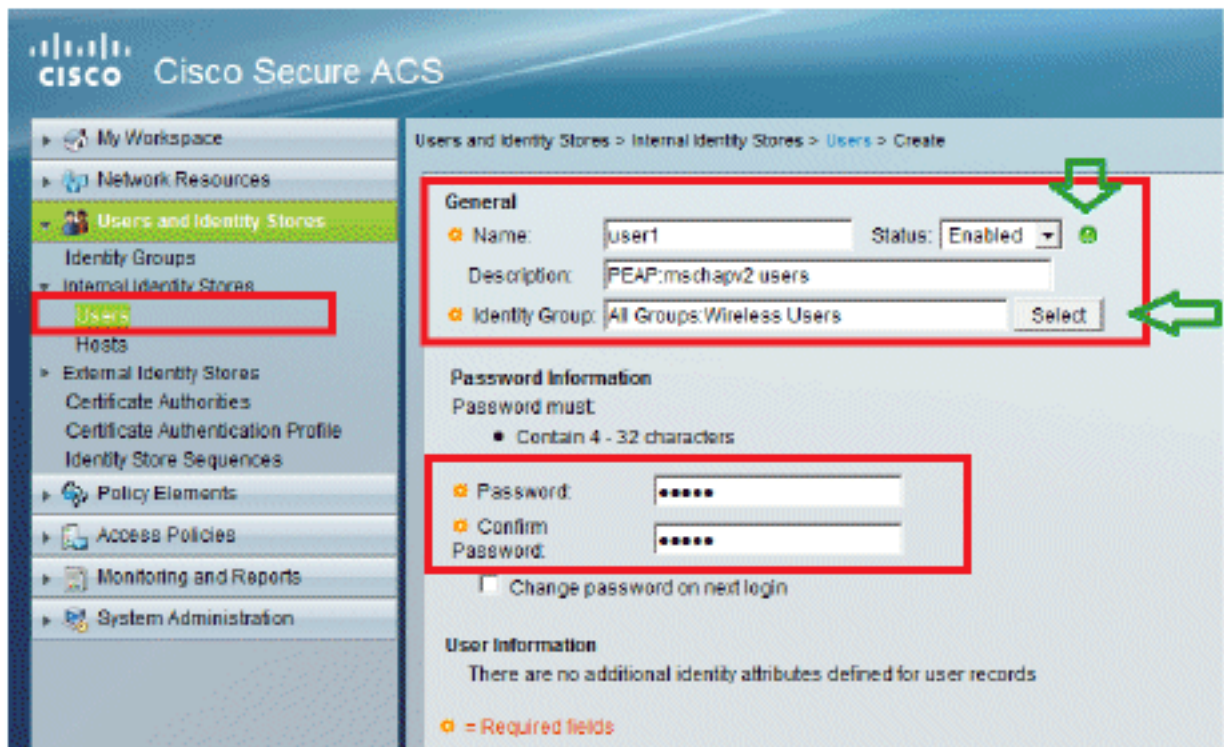 cisco Cisco Secure ACS
My Workspace
Network Resources
Users and Identity Stores
Identity Groups
Internal Identity Stores
Users
Hosts
External Identity Stores
Certificate Authorities
Certificate Authentication Profile
Identity Store Sequences
Policy Elements
Access Policies
Monitoring and Reports
System Administration
Users and Identity Stores > Internal Identity Stores > Users > Create
General
Name: user1 Status: Enabled
Description: PEAP:mschapv2 users
Identity Group: All Groups:Wireless Users Select
Password Information
Password must:
• Contain 4 - 32 characters
Password: •••••
Confirm
Password: •••••
Change password on next login
User Information
There are no additional identity attributes defined for user records
= Required fields